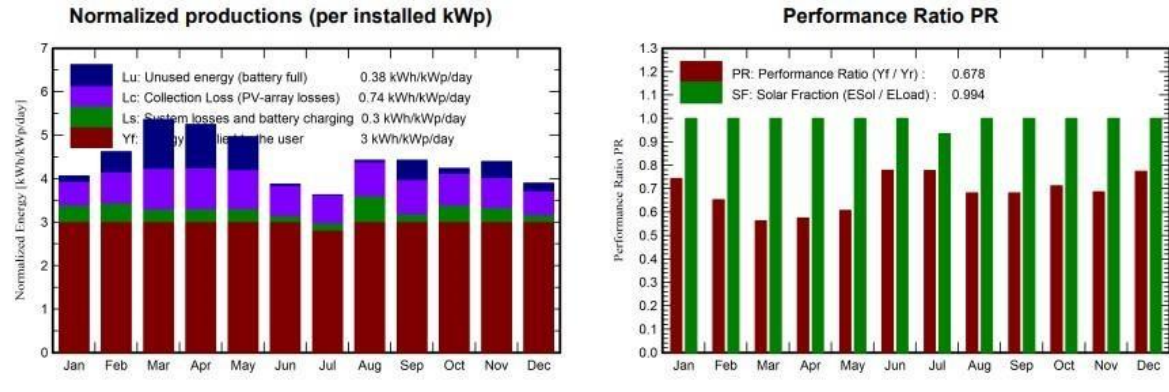 Normalized productions (per installed kWp)
Normalized Energy [kWh/kWp/day]
7
6
5
4
3
2
1
0
Lu: Unused energy (battery full) 0.38 kWh/kWp/day
Lc: Collection Loss (PV-array losses) 0.74 kWh/kWp/day
Ls: System losses and battery charging 0.3 kWh/kWp/day
Yf: the user 3 kWh/kWp/day
Jan Feb Mar Apr May Jun Jul Aug Sep Oct Nov Dec
Performance Ratio PR
Performance Ratio PR
1.3
1.2
1.1
1.0
0.9
0.8
0.7
0.6
0.5
0.4
0.3
0.2
0.1
0.0
PR: Performance Ratio (Yf / Yr) : 0.678
SF: Solar Fraction (ESol / ELoad) : 0.994
Jan Feb Mar Apr May Jun Jul Aug Sep Oct Nov Dec